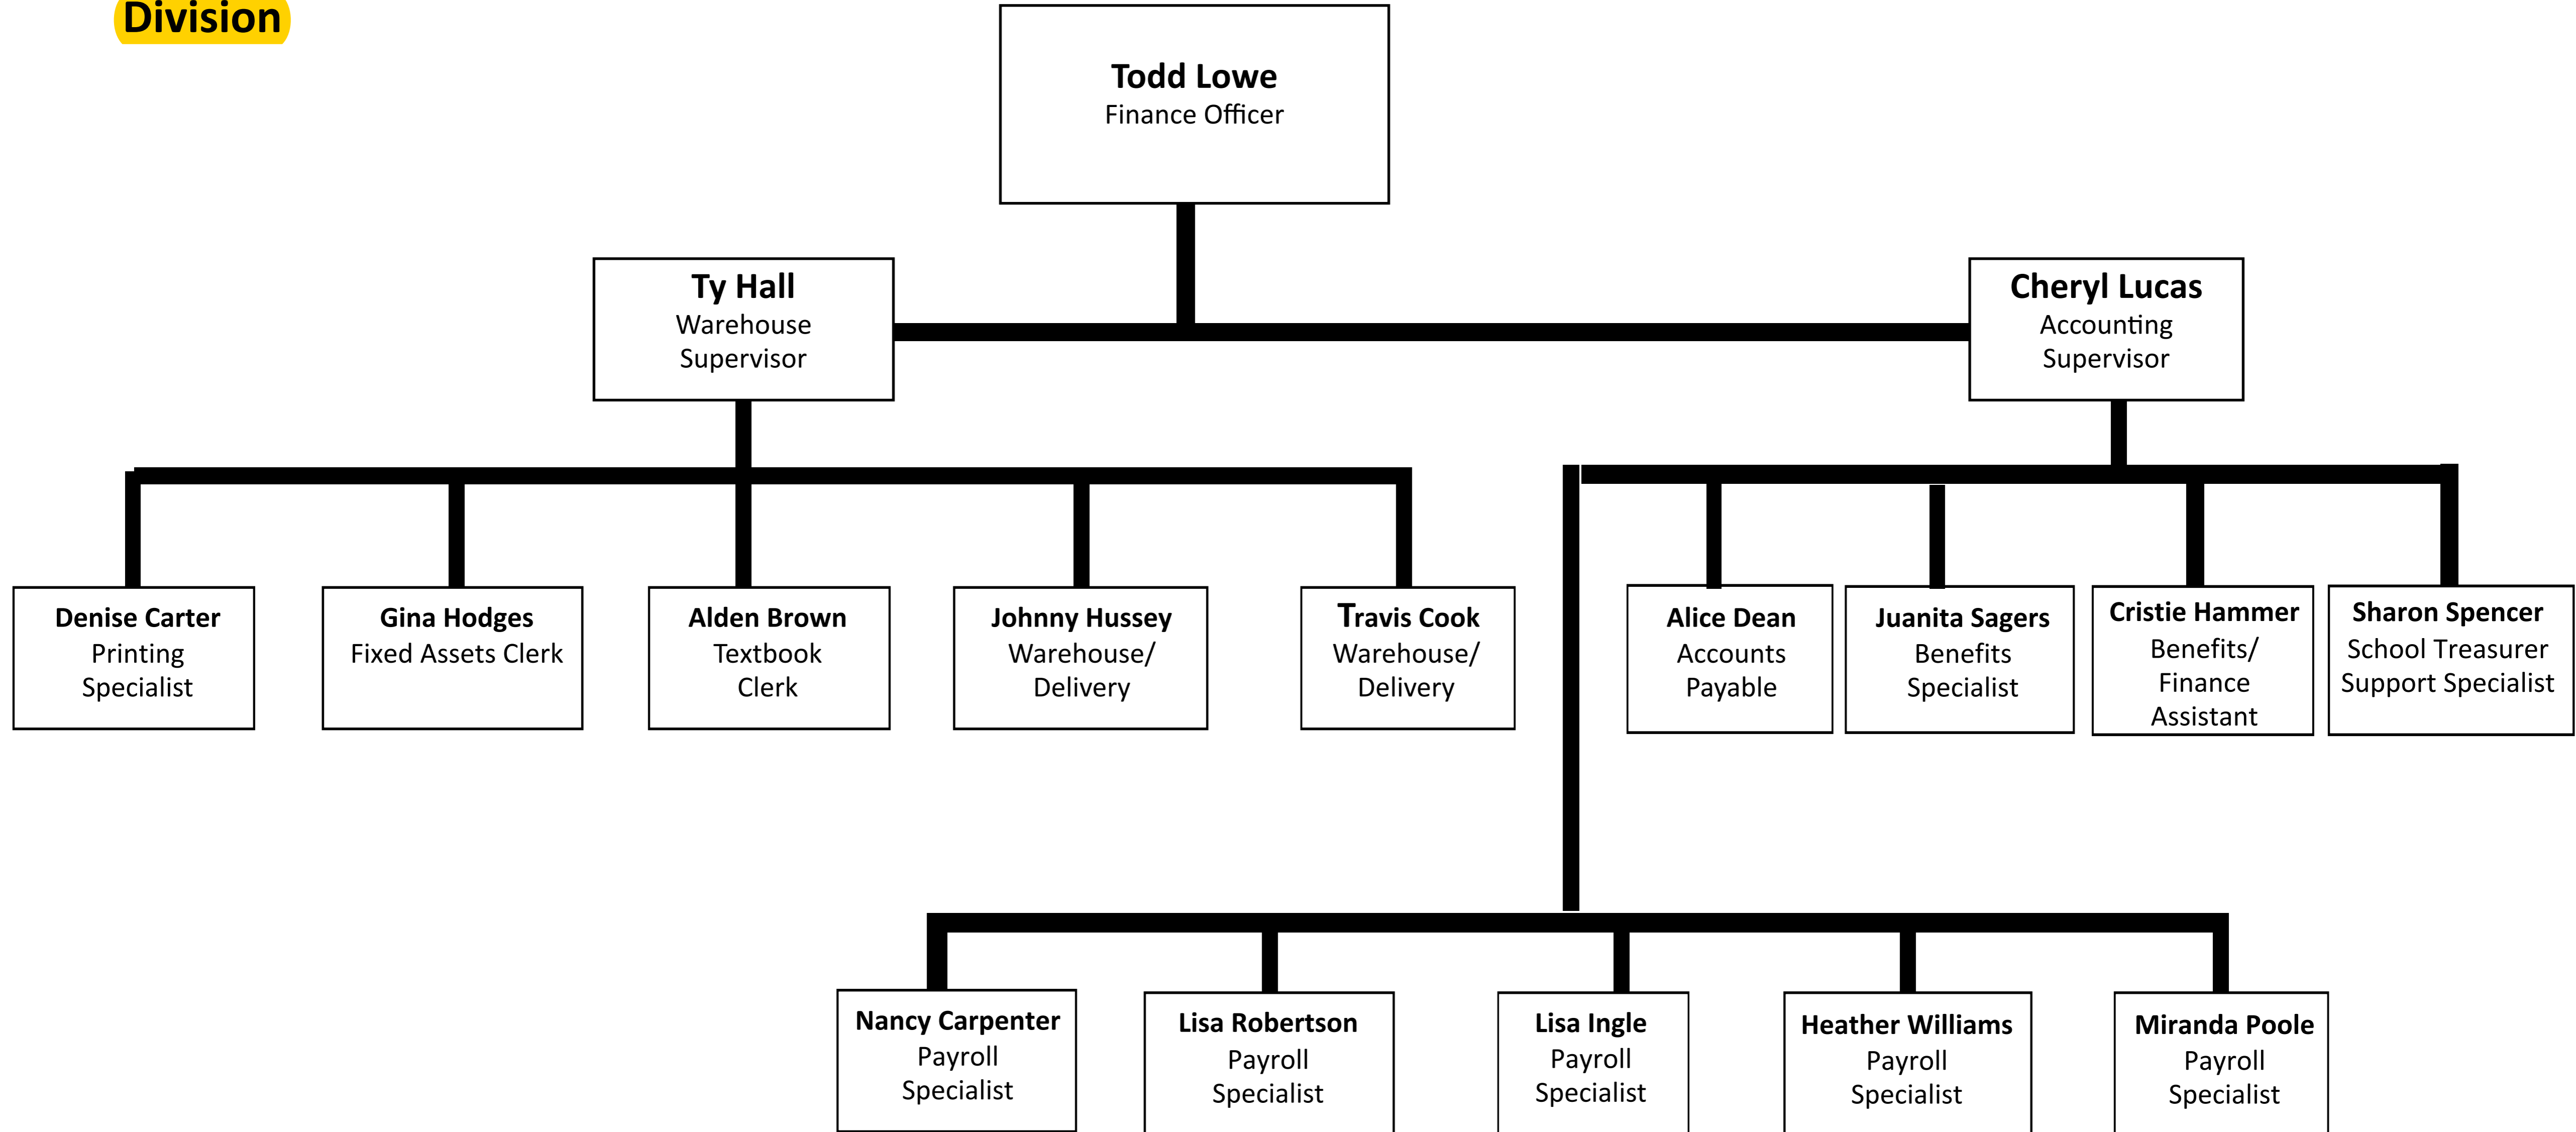 Division
Todd Lowe
Finance Officer
Ty Hall
Warehouse
Supervisor
Cheryl Lucas
Accounting
Supervisor
Denise Carter
Printing
Specialist
Gina Hodges
Fixed Assets Clerk
Alden Brown
Textbook
Clerk
Johnny Hussey
Warehouse/
Delivery
Travis Cook
Warehouse/
Delivery
Alice Dean
Accounts
Payable
Juanita Sagers
Benefits
Specialist
Cristie Hammer
Benefits/
Finance
Assistant
Sharon Spencer
School Treasurer
Support Specialist
Nancy Carpenter
Payroll
Specialist
Lisa Robertson
Payroll
Specialist
Lisa Ingle
Payroll
Specialist
Heather Williams
Payroll
Specialist
Miranda Poole
Payroll
Specialist